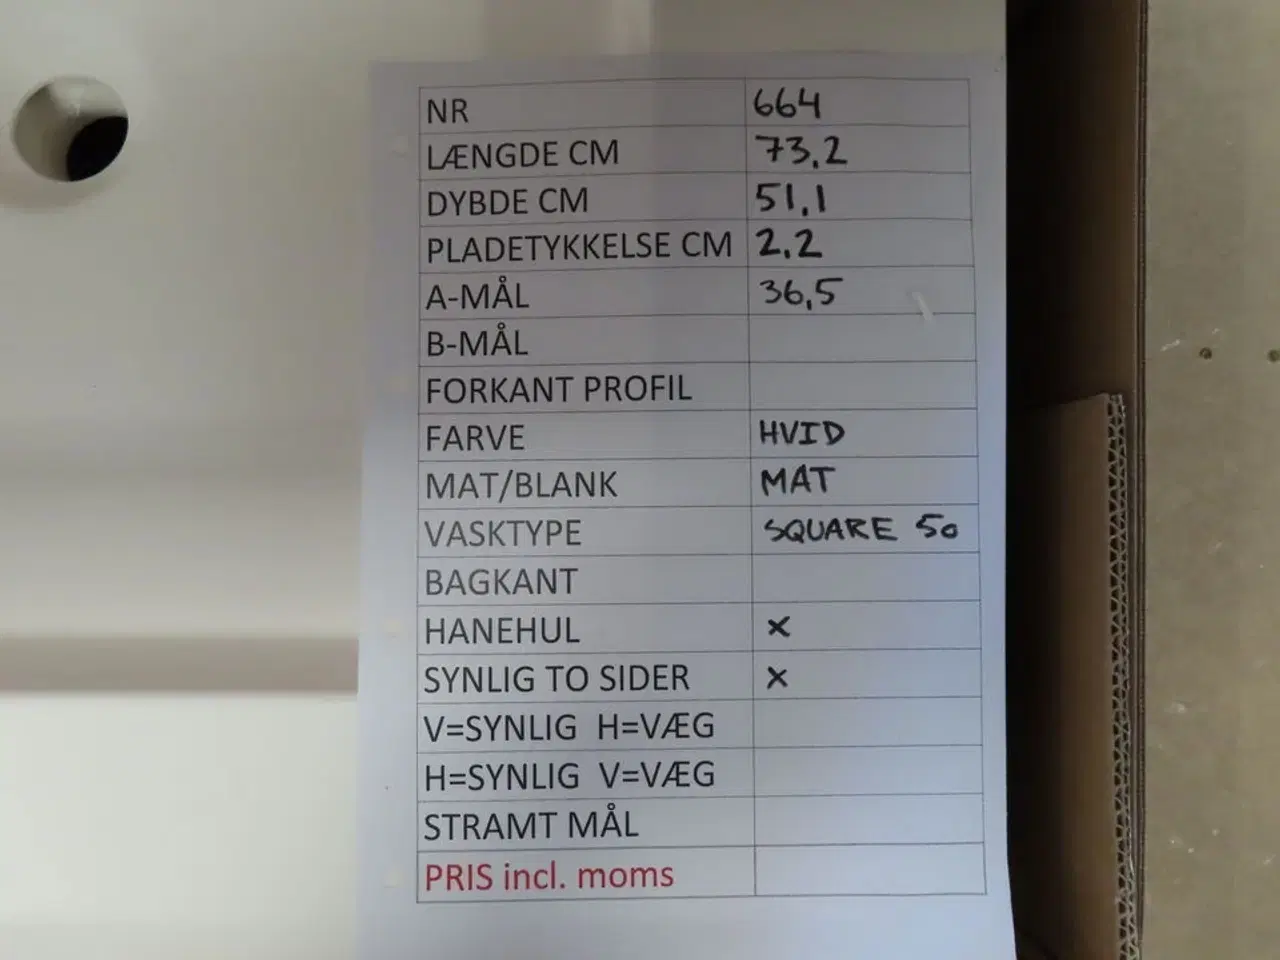 NR 664
LÆNGDE CM 73,2
DYBDE CM 51,1
PLADETYKKELSE CM 2.2
A-MÅL 36,5
B-MÅL
FORKANT PROFIL
FARVE HVID
MAT/BLANK MAT
VASKTYPE SQUARE 50
BAGKANT
HANEHUL X
SYNLIG TO SIDER X
V=SYNLIG H=VÆG
H=SYNLIG V=VÆG
STRAMT MÅL
PRIS incl. moms